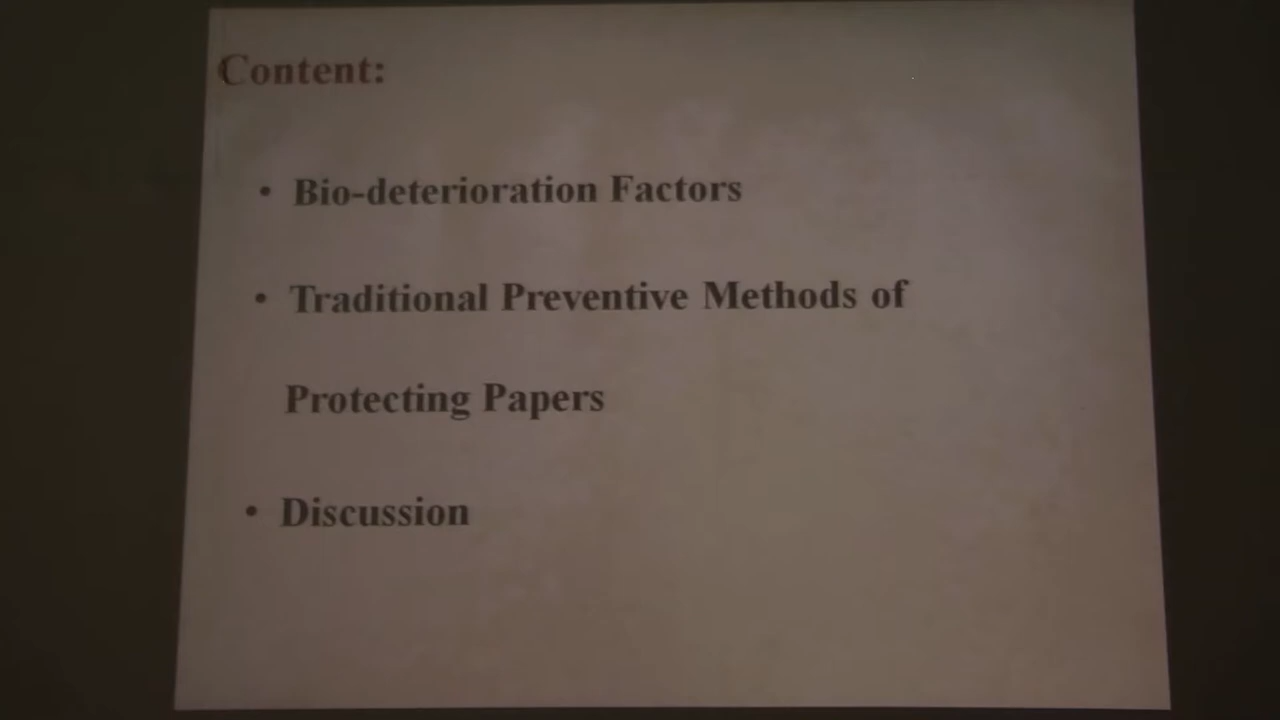 Content:
• Bio-deterioration Factors
• Traditional Preventive Methods of
Protecting Papers
• Discussion